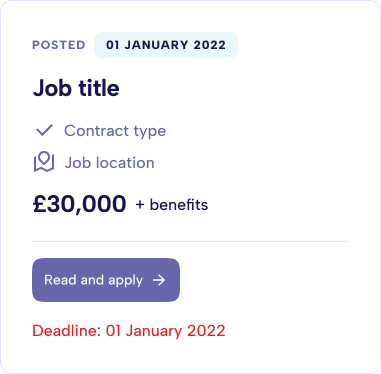 POSTED 01 JANUARY 2022
Job title
Contract type
Job location
£30,000 + benefits
Read and apply
Deadline: 01 January 2022